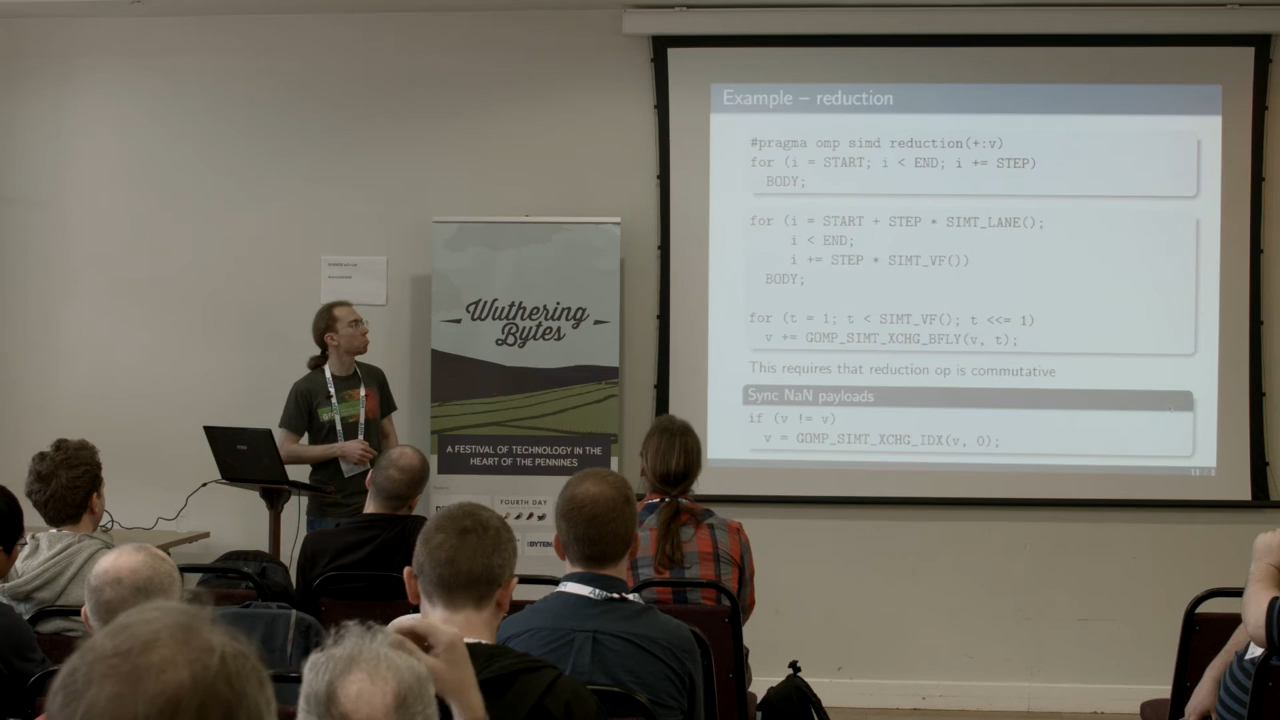 Example – reduction
#pragma omp simd reduction(+:v)
for (i = START; i < END; i += STEP)
BODY;
for (i = START + STEP * SIMT_LANE();
i < END;
i += STEP * SIMT_VF())
BODY;
for (t = 1; t < SIMT_VF(); t <<= 1)
v += GOMP_SIMT_XCHG_BFLY(v, t);
This requires that reduction op is commutative
Sync NaN payloads
if (v != v)
v = GOMP_SIMT_XCHG_IDX(v, 0);
Wuthering
Bytes
A FESTIVAL OF TECHNOLOGY IN THE
HEART OF THE PENNINES
FOURTH DAY